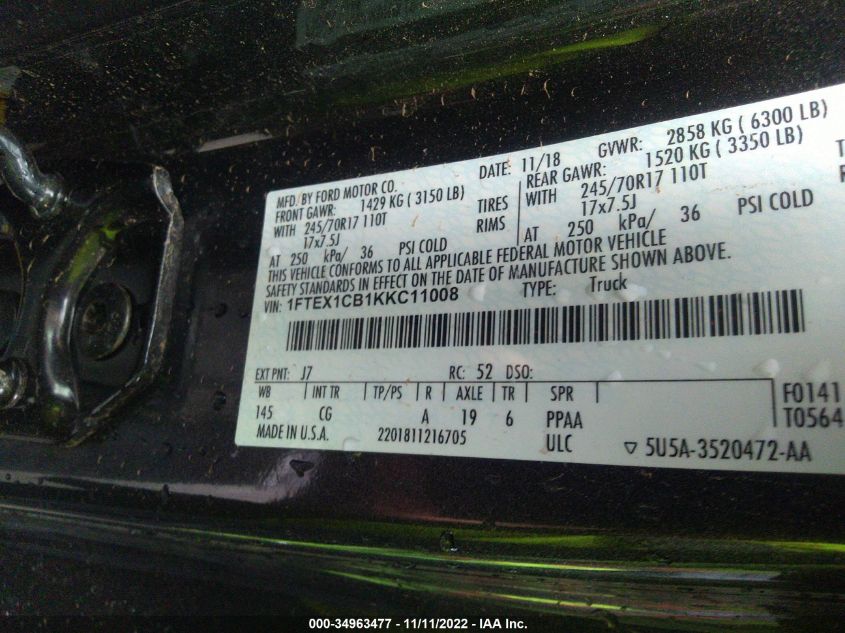 MFD. BY FORD MOTOR CO. DATE: 11/18 GVWR: 2858 KG ( 6300 LB)
FRONT GAWR: 1429 KG ( 3150 LB) REAR GAWR: 1520 KG ( 3350 LB)
WITH 245/70R17 110T TIRES WITH 245/70R17 110T
17x7.5J RIMS 17x7.5J
AT 250 kPa/ 36 PSI COLD AT 250 kPa/ 36 PSI COLD
THIS VEHICLE CONFORMS TO ALL APPLICABLE FEDERAL MOTOR VEHICLE
SAFETY STANDARDS IN EFFECT ON THE DATE OF MANUFACTURE SHOWN ABOVE.
VIN: 1FTEX1CB1KKC11008 TYPE: Truck
EXT PNT: J7 RC: 52 DSO:
WB INT TR TP/PS R AXLE TR SPR
145 CG A 19 6 PPAA
F0141
T0564
MADE IN U.S.A. 2201811216705 ULC ▽ 5U5A-3520472-AA
000-34963477 - 11/11/2022 - IAA Inc.